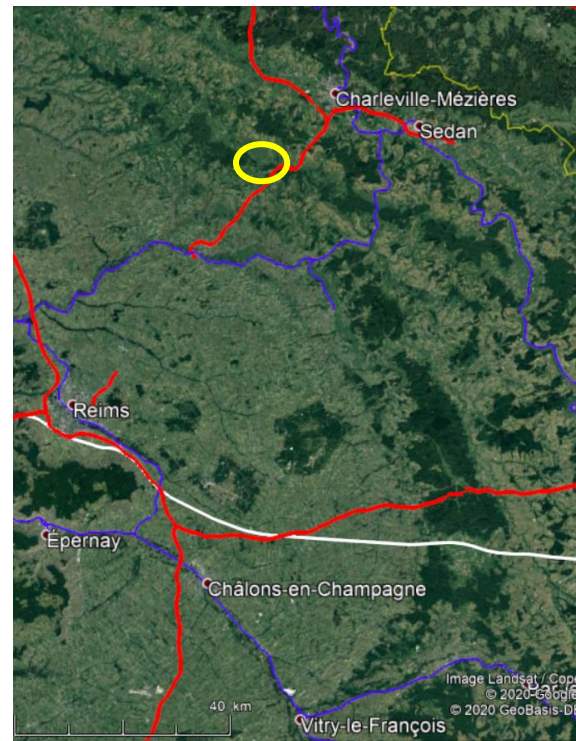 Charleville-Mézières
Sedan
Reims
Épernay
Châlons-en-Champagne
Image Landsat / Cope
© 2020 Google
40 km
© 2020 GeoBasis-DE
Vitry-le-François